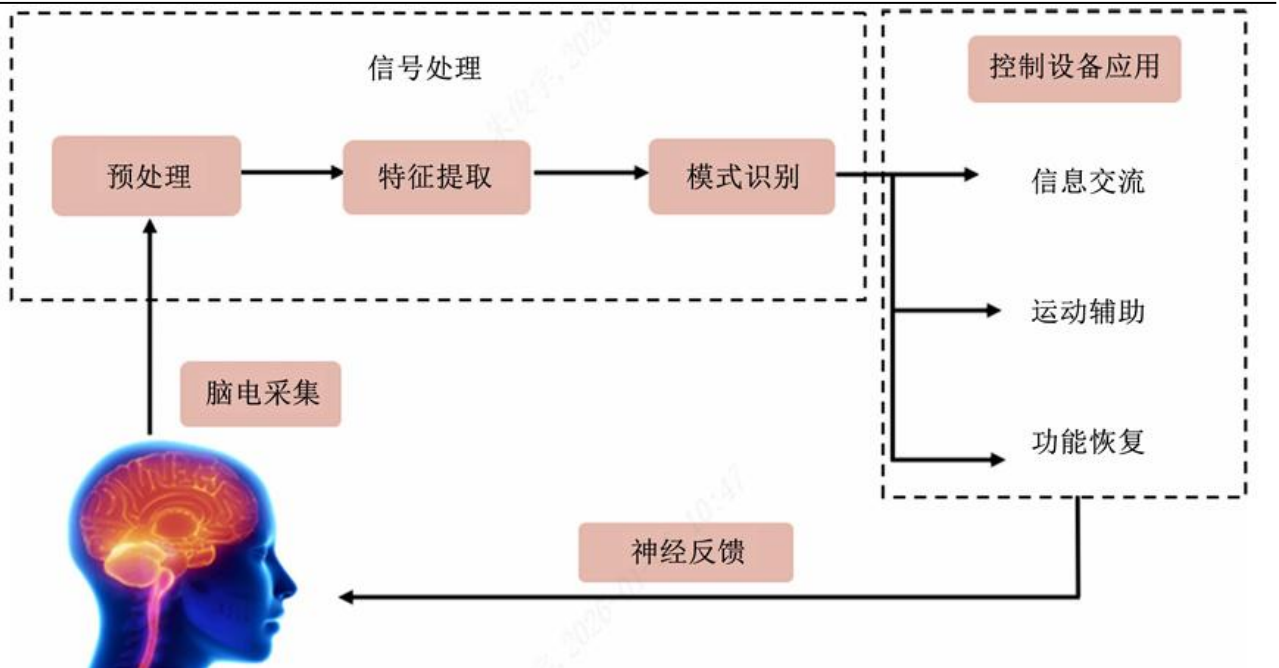 信号处理
控制设备应用
预处理
特征提取
模式识别
信息交流
运动辅助
脑电采集
功能恢复
神经反馈